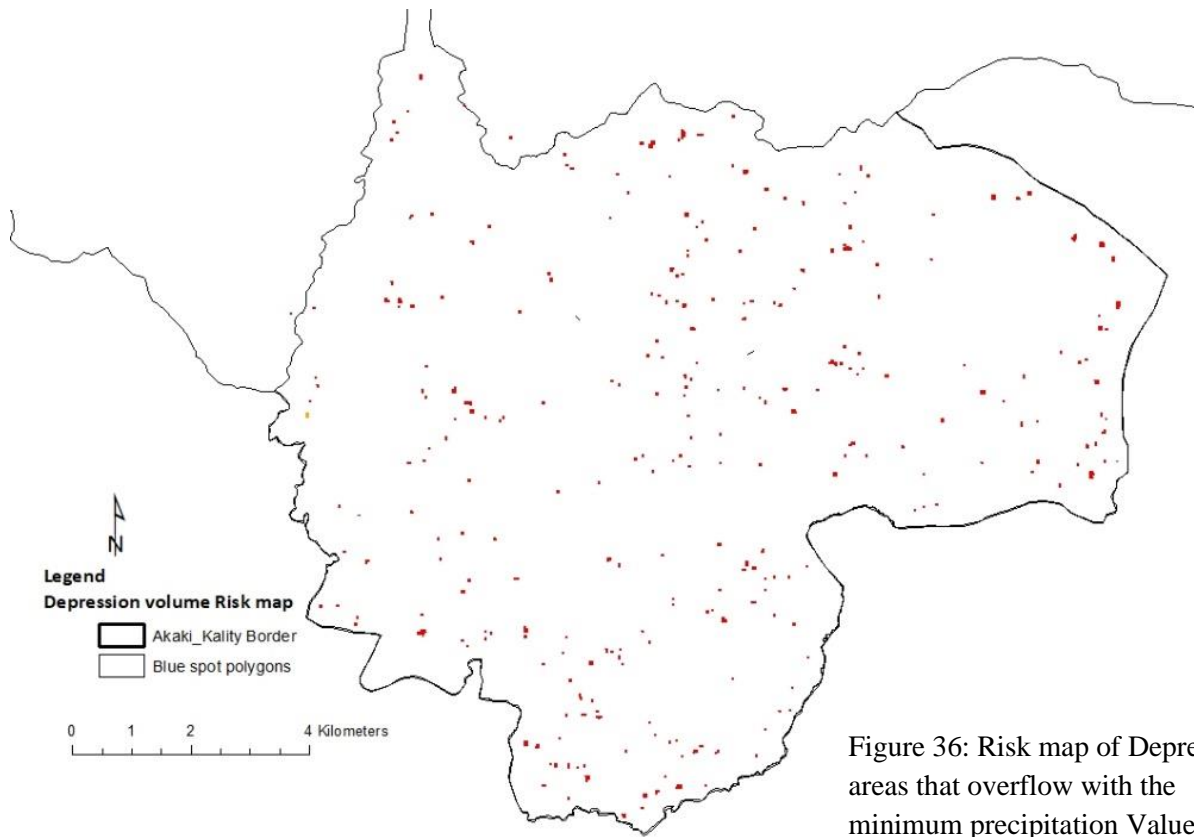 N
Legend
Depression volume Risk map
Akaki_Kality Border
Blue spot polygons
0 1 2 4 Kilometers
Figure 36: Risk map of Depre
areas that overflow with the
minimum precipitation Value